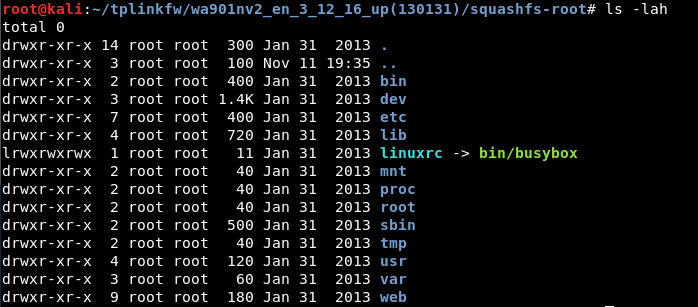 root@kali:~/tplinkfw/wa901nv2_en_3_12_16_up(130131)/squashfs-root# ls -lah
total 0
drwxr-xr-x 14 root root  300 Jan 31  2013 .
drwxr-xr-x  3 root root  100 Nov 11 19:35 ..
drwxr-xr-x  2 root root  400 Jan 31  2013 bin
drwxr-xr-x  3 root root 1.4K Jan 31  2013 dev
drwxr-xr-x  7 root root  400 Jan 31  2013 etc
drwxr-xr-x  4 root root  720 Jan 31  2013 lib
lrwxrwxrwx  1 root root   11 Jan 31  2013 linuxrc -> bin/busybox
drwxr-xr-x  2 root root   40 Jan 31  2013 mnt
drwxr-xr-x  2 root root   40 Jan 31  2013 proc
drwxr-xr-x  2 root root   40 Jan 31  2013 root
drwxr-xr-x  2 root root  500 Jan 31  2013 sbin
drwxr-xr-x  2 root root   40 Jan 31  2013 tmp
drwxr-xr-x  4 root root  120 Jan 31  2013 usr
drwxr-xr-x  3 root root   60 Jan 31  2013 var
drwxr-xr-x  9 root root  180 Jan 31  2013 web